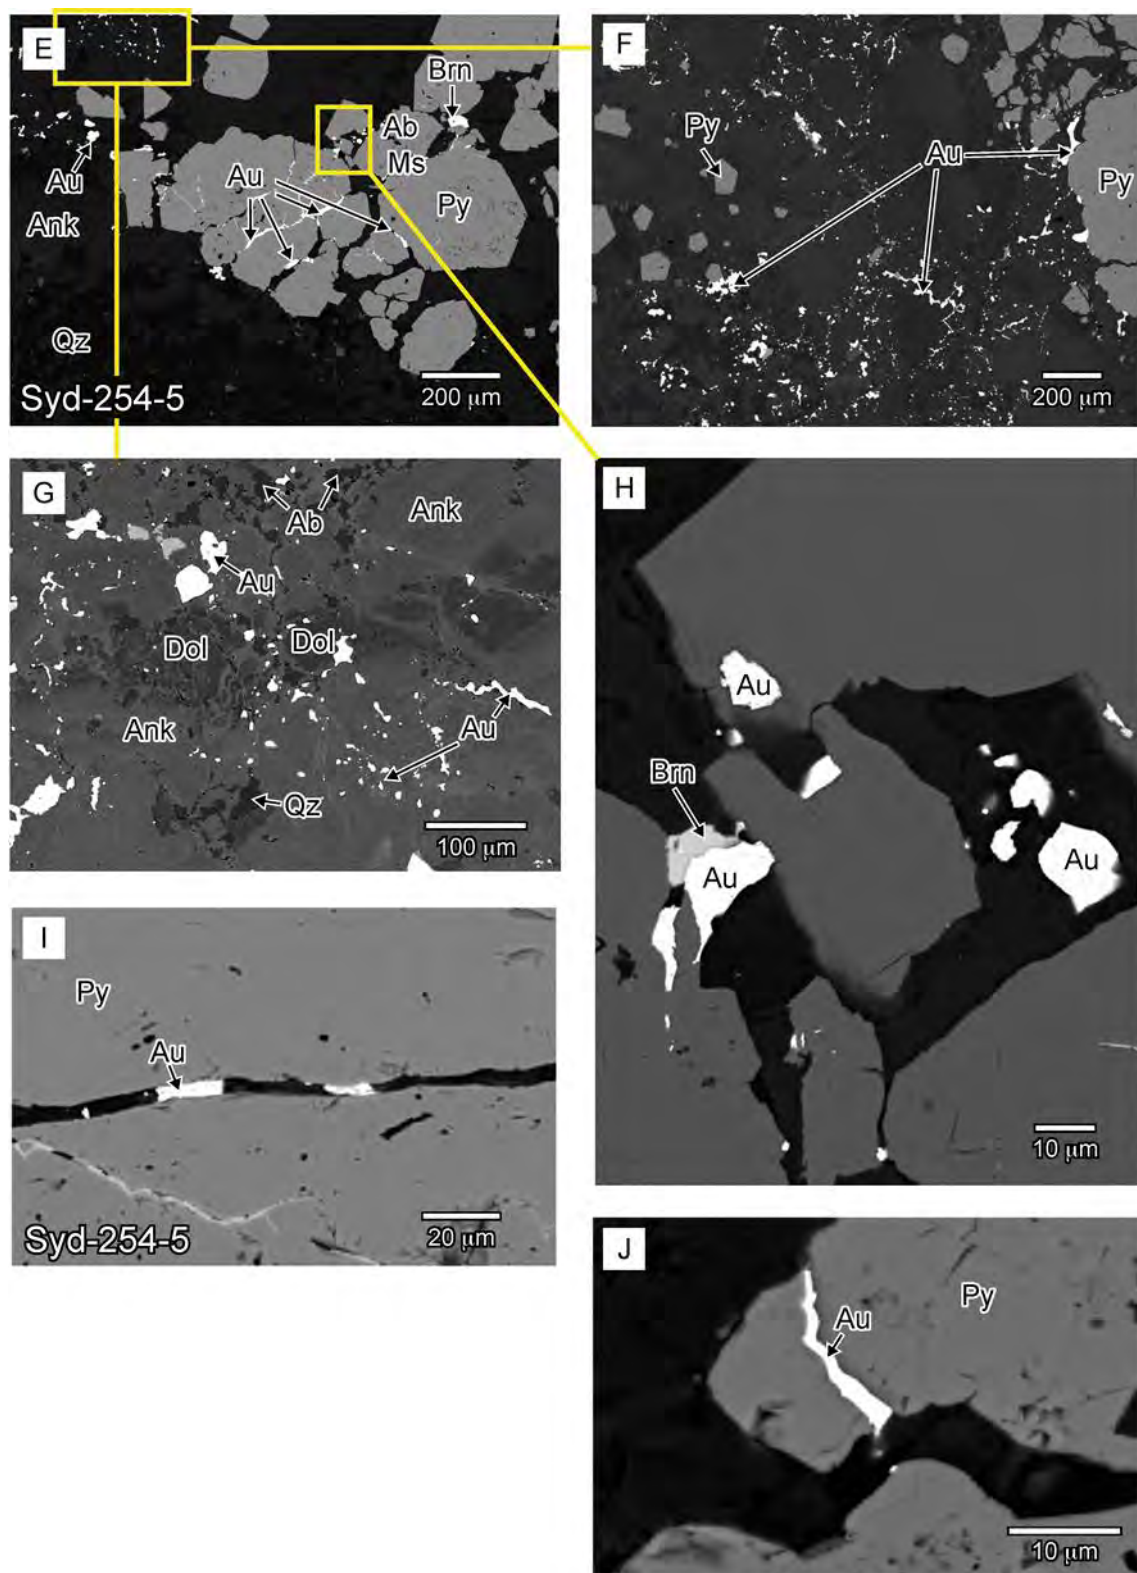 E
Brn
Ab
Ms
Au
Au
Ank
Py
Qz
Syd-254-5
200 μm
F
Py
Au
Py
200 μm
G
Ab
Ank
Au
Dol
Dol
Ank
Au
Qz
100 μm
H
Au
Brn
Au
Au
10 μm
I
Py
Au
Syd-254-5
20 μm
J
Py
Au
10 μm